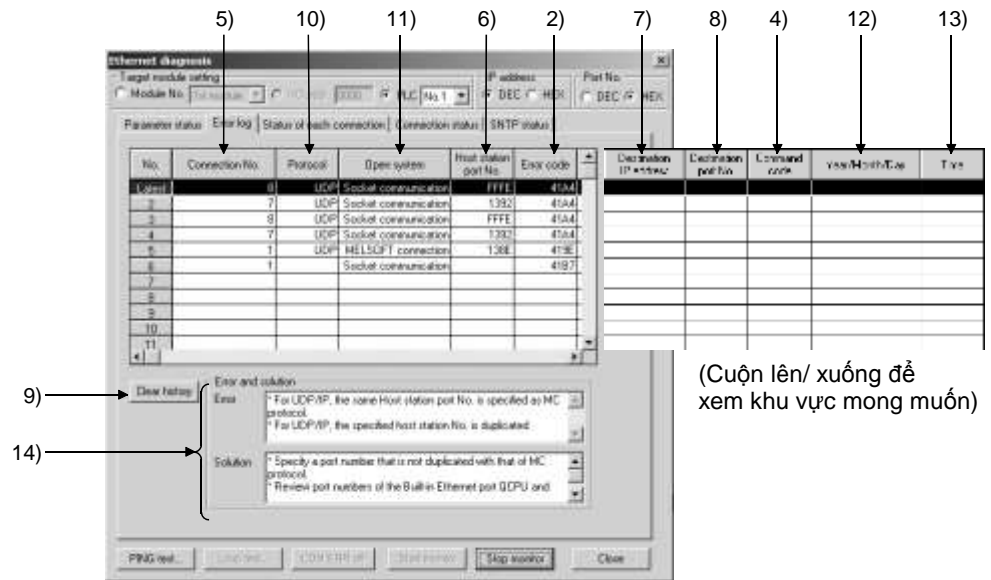 5) 10) 11) 6) 2) 7) 8) 4) 12) 13)
Ethernet diagnosis
Target module setting IP address Port No.
Module No. PLC No.1 DEC HEX DEC HEX
Parameter status Error log Status of each connection Connection status SNTP status
No. Connection No. Protocol Open system Host station port No. Error code Destination IP address Destination port No. Command code Year/Month/Day Time
Latest 8 UDP Socket communication FFFE 41A4
2 7 UDP Socket communication 1392 41A4
3 8 UDP Socket communication FFFE 41A4
4 7 UDP Socket communication 1392 41A4
5 1 UDP MELSOFT connection 138E 419E
6 1 Socket communication 41B7
7
8
9
10
11
(Cuộn lên/ xuống để
xem khu vực mong muốn)
9)
Clear history
14)
Error and solution
Error
* For UDP/IP, the same Host station port No. is specified as MC
protocol.
* For UDP/IP, the specified host station No. is duplicated.
Solution
* Specify a port number that is not duplicated with that of MC
protocol.
* Review port numbers of the Built-in Ethernet port QCPU and
PING test... Stop monitor Close